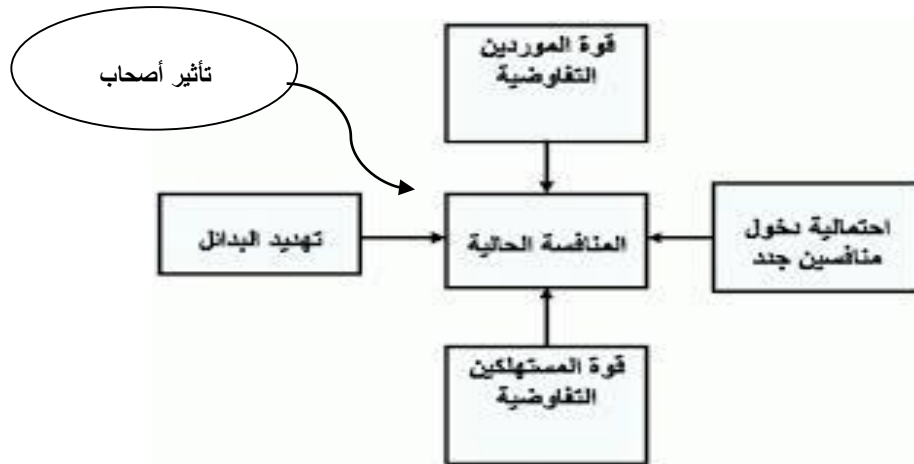 تأثير أصحاب
قوة الموردين
التفاوضية
احتمالية دخول
منافسين جدد
المنافسة الحالية
تهديد البدائل
قوة المستهلكين
التفاوضية